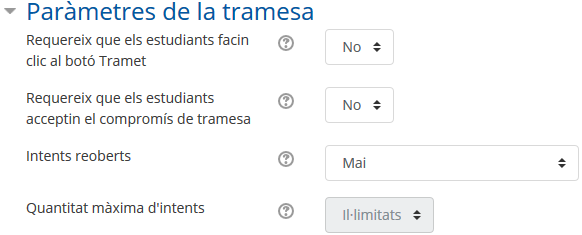 Paràmetres de la tramesa
Requereix que els estudiants facin
clic al botó Tramet
No
Requereix que els estudiants
acceptin el compromís de tramesa
No
Intents reoberts
Mai
Quantitat màxima d'intents
Il·limitats